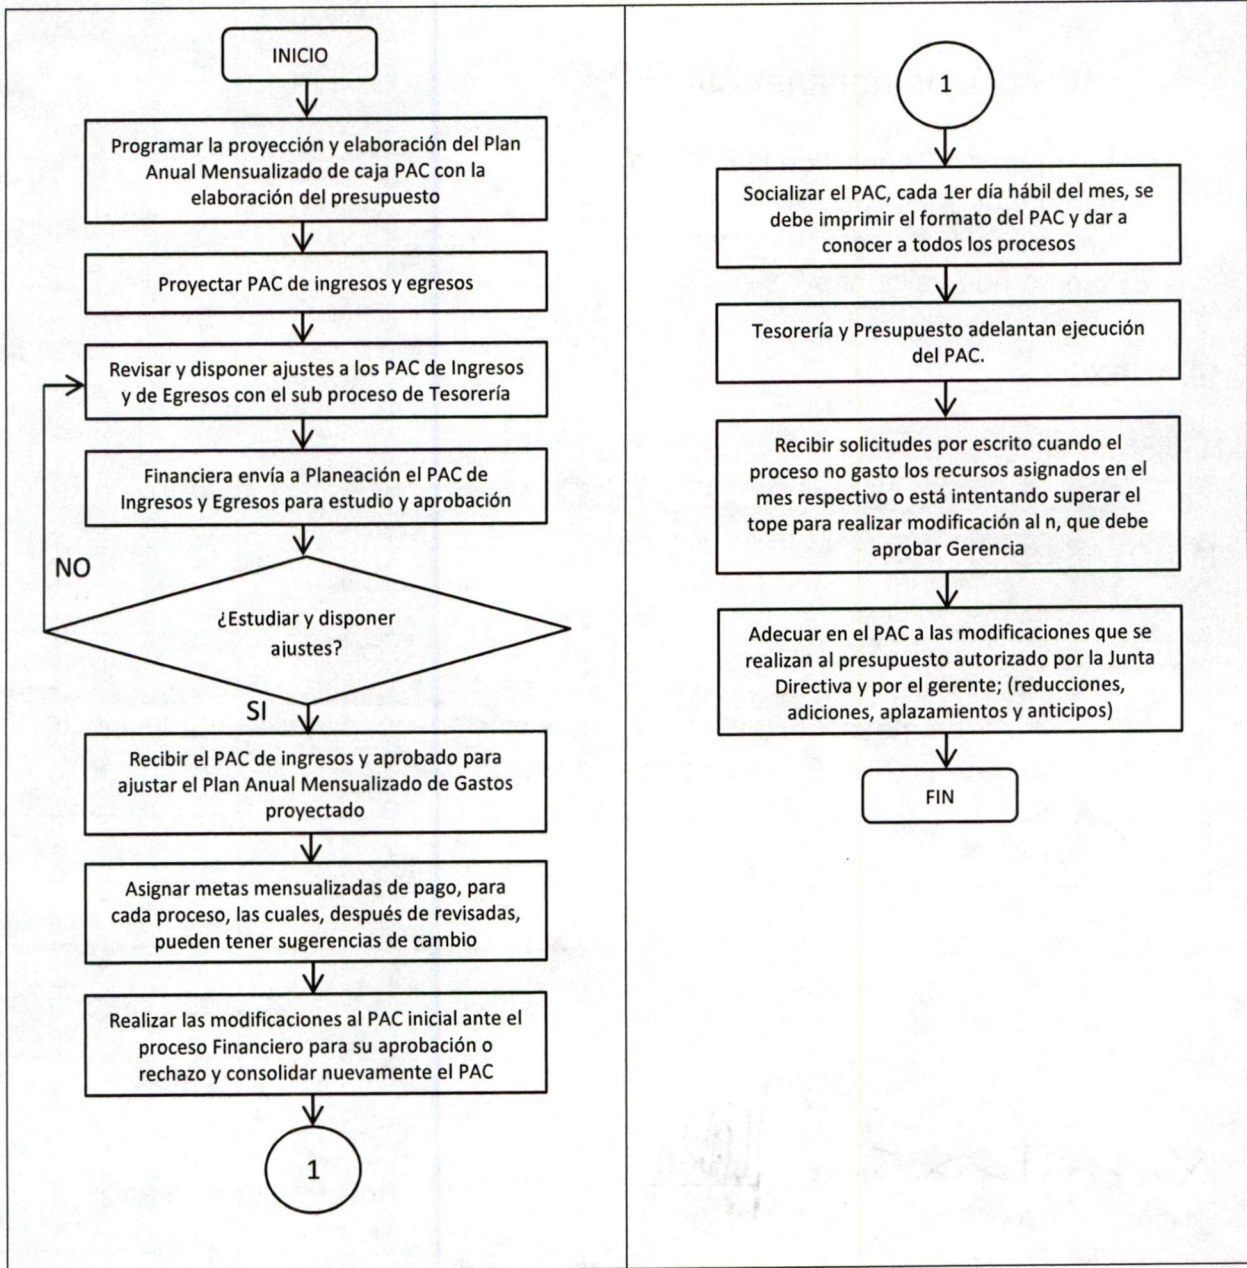 INICIO
Programar la proyección y elaboración del Plan
Anual Mensualizado de caja PAC con la
elaboración del presupuesto
Proyectar PAC de ingresos y egresos
Revisar y disponer ajustes a los PAC de Ingresos
y de Egresos con el sub proceso de Tesorería
Financiera envía a Planeación el PAC de
Ingresos y Egresos para estudio y aprobación
NO
¿Estudiar y disponer
ajustes?
SI
Recibir el PAC de ingresos y aprobado para
ajustar el Plan Anual Mensualizado de Gastos
proyectado
Asignar metas mensualizadas de pago, para
cada proceso, las cuales, después de revisadas,
pueden tener sugerencias de cambio
Realizar las modificaciones al PAC inicial ante el
proceso Financiero para su aprobación o
rechazo y consolidar nuevamente el PAC
1
1
Socializar el PAC, cada 1er día hábil del mes, se
debe imprimir el formato del PAC y dar a
conocer a todos los procesos
Tesorería y Presupuesto adelantan ejecución
del PAC.
Recibir solicitudes por escrito cuando el
proceso no gasto los recursos asignados en el
mes respectivo o está intentando superar el
tope para realizar modificación al n, que debe
aprobar Gerencia
Adecuar en el PAC a las modificaciones que se
realizan al presupuesto autorizado por la Junta
Directiva y por el gerente; (reducciones,
adiciones, aplazamientos y anticipos)
FIN